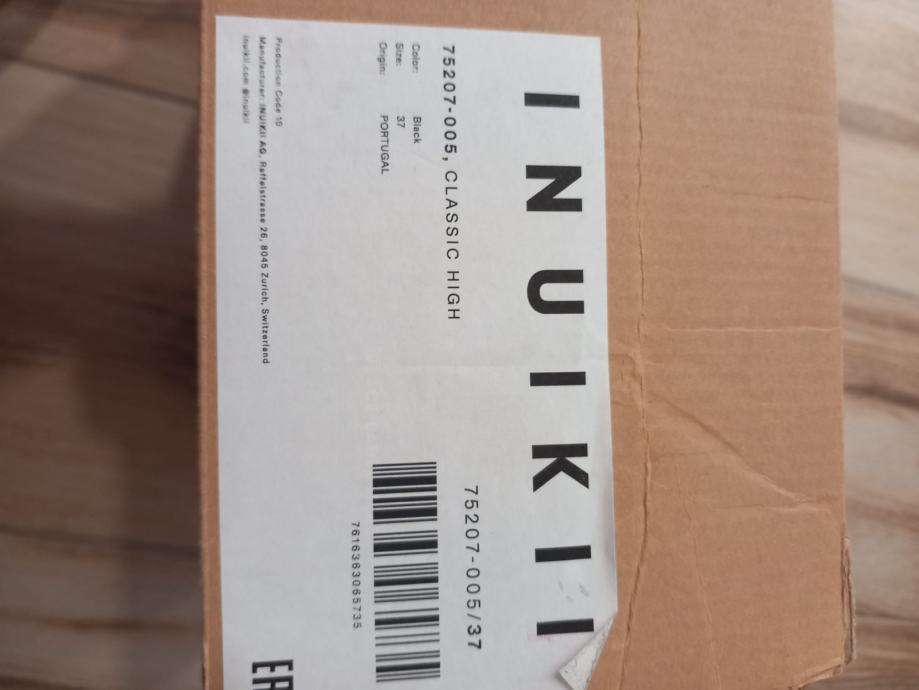 INUIKII
75207-005, CLASSIC HIGH
75207-005/37
Color: Black
Size: 37
Origin: PORTUGAL
7616363065735
Production Code 10
Manufacturer: INUIKII AG, Raffelstrasse 26, 8045 Zurich, Switzerland
inuikii.com @inuikii